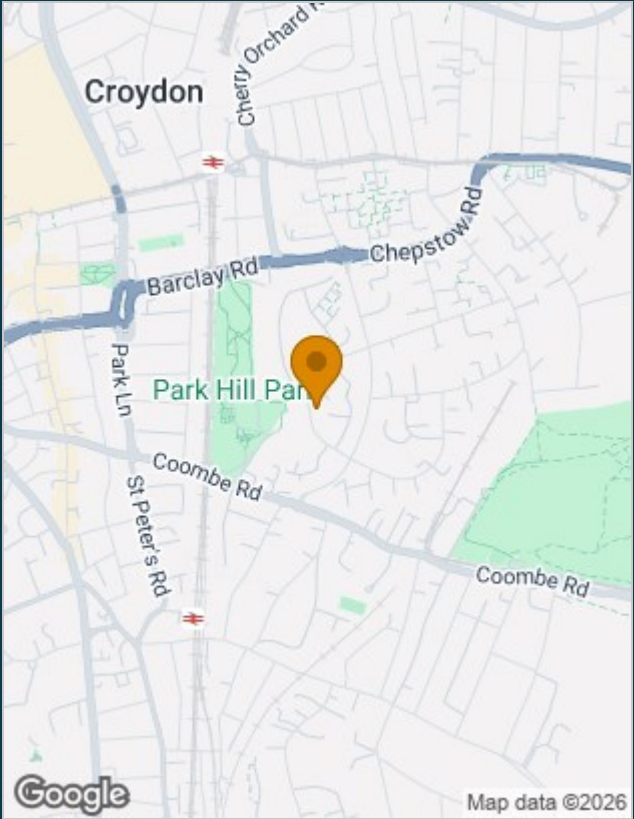 Cherry Orchard R
Croydon
Chepstow Rd
Barclay Rd
Park Ln
Park Hill Par
Coombe Rd
St Peter's Rd
Coombe Rd
Google
Map data ©2026